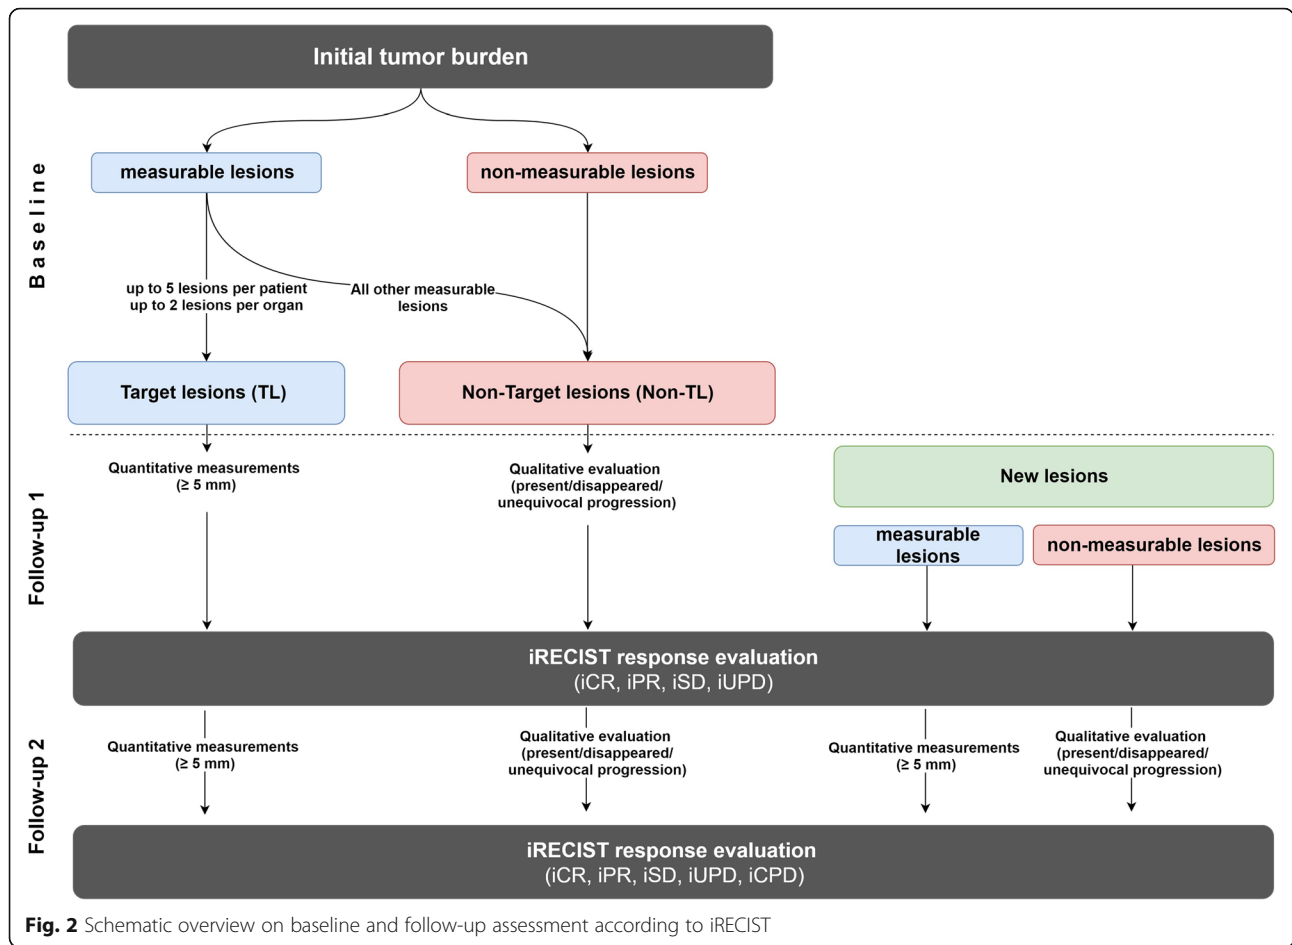 Initial tumor burden
Baseline
measurable lesions
non-measurable lesions
up to 5 lesions per patient
up to 2 lesions per organ
All other measurable
lesions
Target lesions (TL)
Non-Target lesions (Non-TL)
Follow-up 1
Quantitative measurements
(≥ 5 mm)
Qualitative evaluation
(present/disappeared/
unequivocal progression)
New lesions
measurable
lesions
non-measurable lesions
iRECIST response evaluation
(iCR, iPR, iSD, iUPD)
Follow-up 2
Quantitative measurements
(≥ 5 mm)
Qualitative evaluation
(present/disappeared/
unequivocal progression)
Quantitative measurements
(≥ 5 mm)
Qualitative evaluation
(present/disappeared/
unequivocal progression)
iRECIST response evaluation
(iCR, iPR, iSD, iUPD, iCPD)
Fig. 2 Schematic overview on baseline and follow-up assessment according to iRECIST